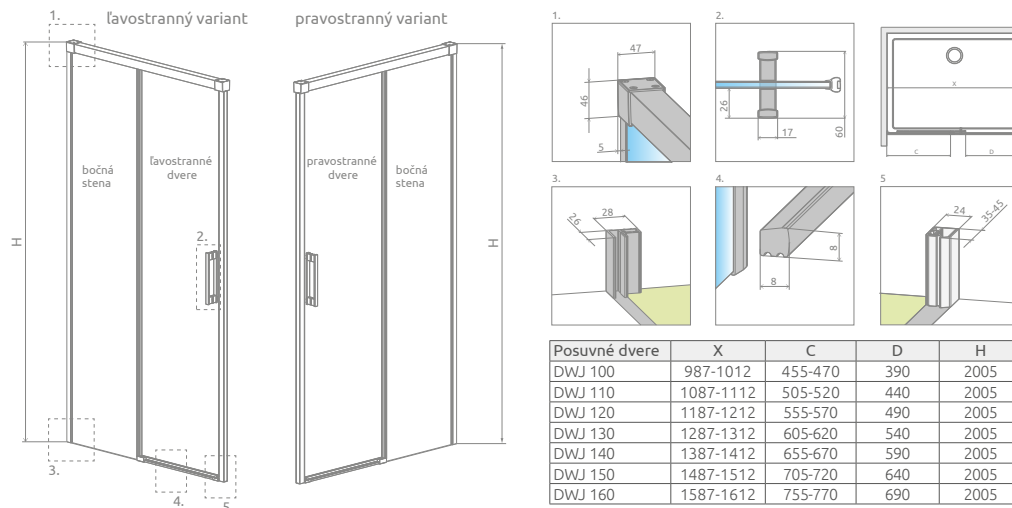 1.
ľavostranný variant
pravostranný variant
H
bočná
stena
ľavostranné
dvere
2.
3.
4.
5.
pravostranné
dvere
bočná
stena
H
1.
47
46
5
2.
26
17
60
X
C
D
3.
28
26
4.
8
8
5
24
35-45
Posuvné dvere X C D H
DWJ 100 987-1012 455-470 390 2005
DWJ 110 1087-1112 505-520 440 2005
DWJ 120 1187-1212 555-570 490 2005
DWJ 130 1287-1312 605-620 540 2005
DWJ 140 1387-1412 655-670 590 2005
DWJ 150 1487-1512 705-720 640 2005
DWJ 160 1587-1612 755-770 690 2005